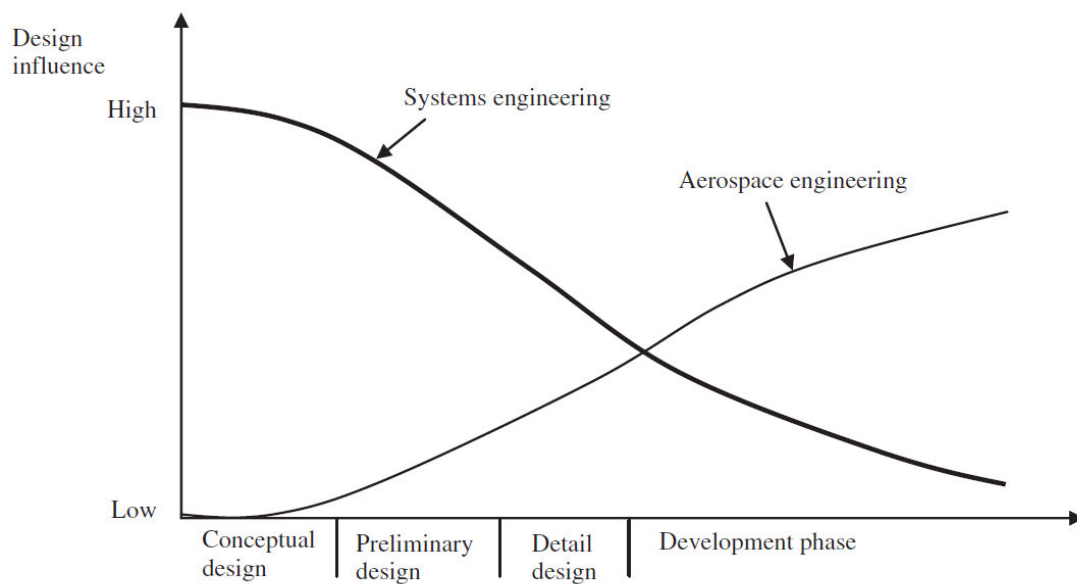 Design
influence
High
Systems engineering
Aerospace engineering
Low
Conceptual
design
Preliminary
design
Detail
design
Development phase